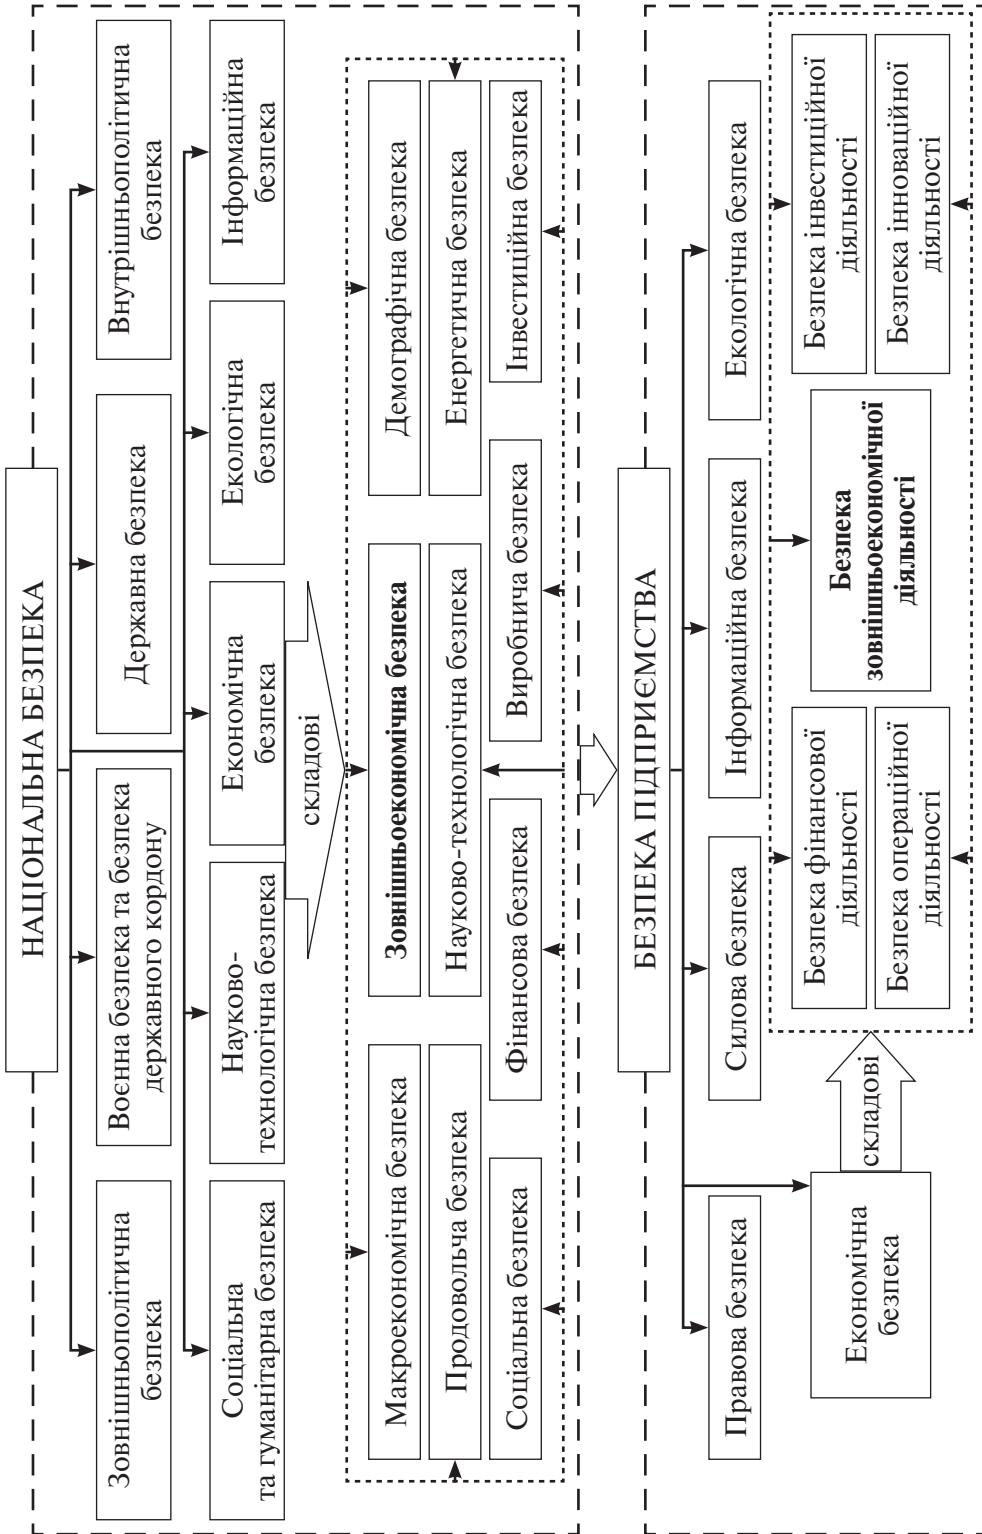 НАЦІОНАЛЬНА БЕЗПЕКА
Зовнішньополітична
безпека
Воєнна безпека та безпека
державного кордону
Державна безпека
Внутрішньополітична
безпека
Соціальна
та гуманітарна безпека
Науково-
технологічна безпека
Економічна
безпека
Екологічна
безпека
Інформаційна
безпека
складові
Макроекономічна безпека
Зовнішньоекономічна безпека
Демографічна безпека
Продовольча безпека
Науково-технологічна безпека
Енергетична безпека
Соціальна безпека
Фінансова безпека
Виробнича безпека
Інвестиційна безпека
БЕЗПЕКА ПІДПРИЄМСТВА
Правова безпека
Силова безпека
Інформаційна безпека
Екологічна безпека
Економічна
безпека
складові
Безпека фінансової
діяльності
Безпека операційної
діяльності
Безпека
зовнішньоекономічної
діяльності
Безпека інвестиційної
діяльності
Безпека інноваційної
діяльності